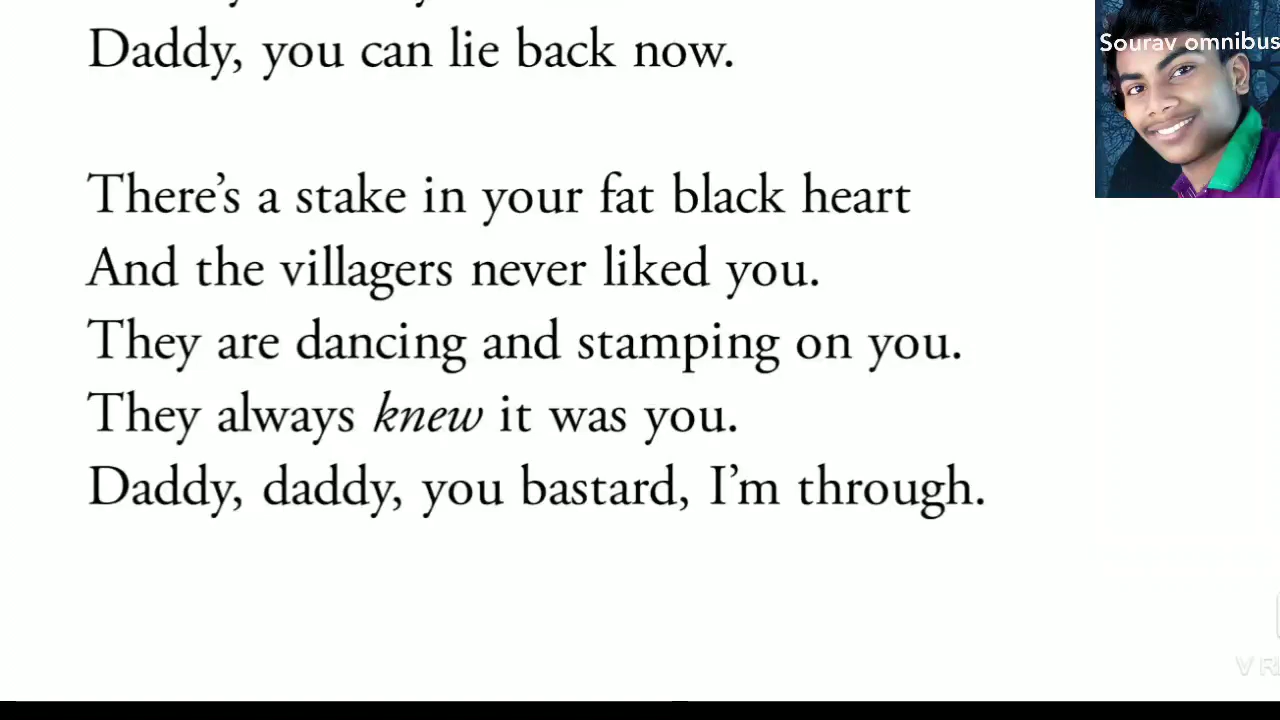 Daddy, you can lie back now.
Sourav omnibus
There's a stake in your fat black heart
And the villagers never liked you.
They are dancing and stamping on you.
They always knew it was you.
Daddy, daddy, you bastard, I'm through.